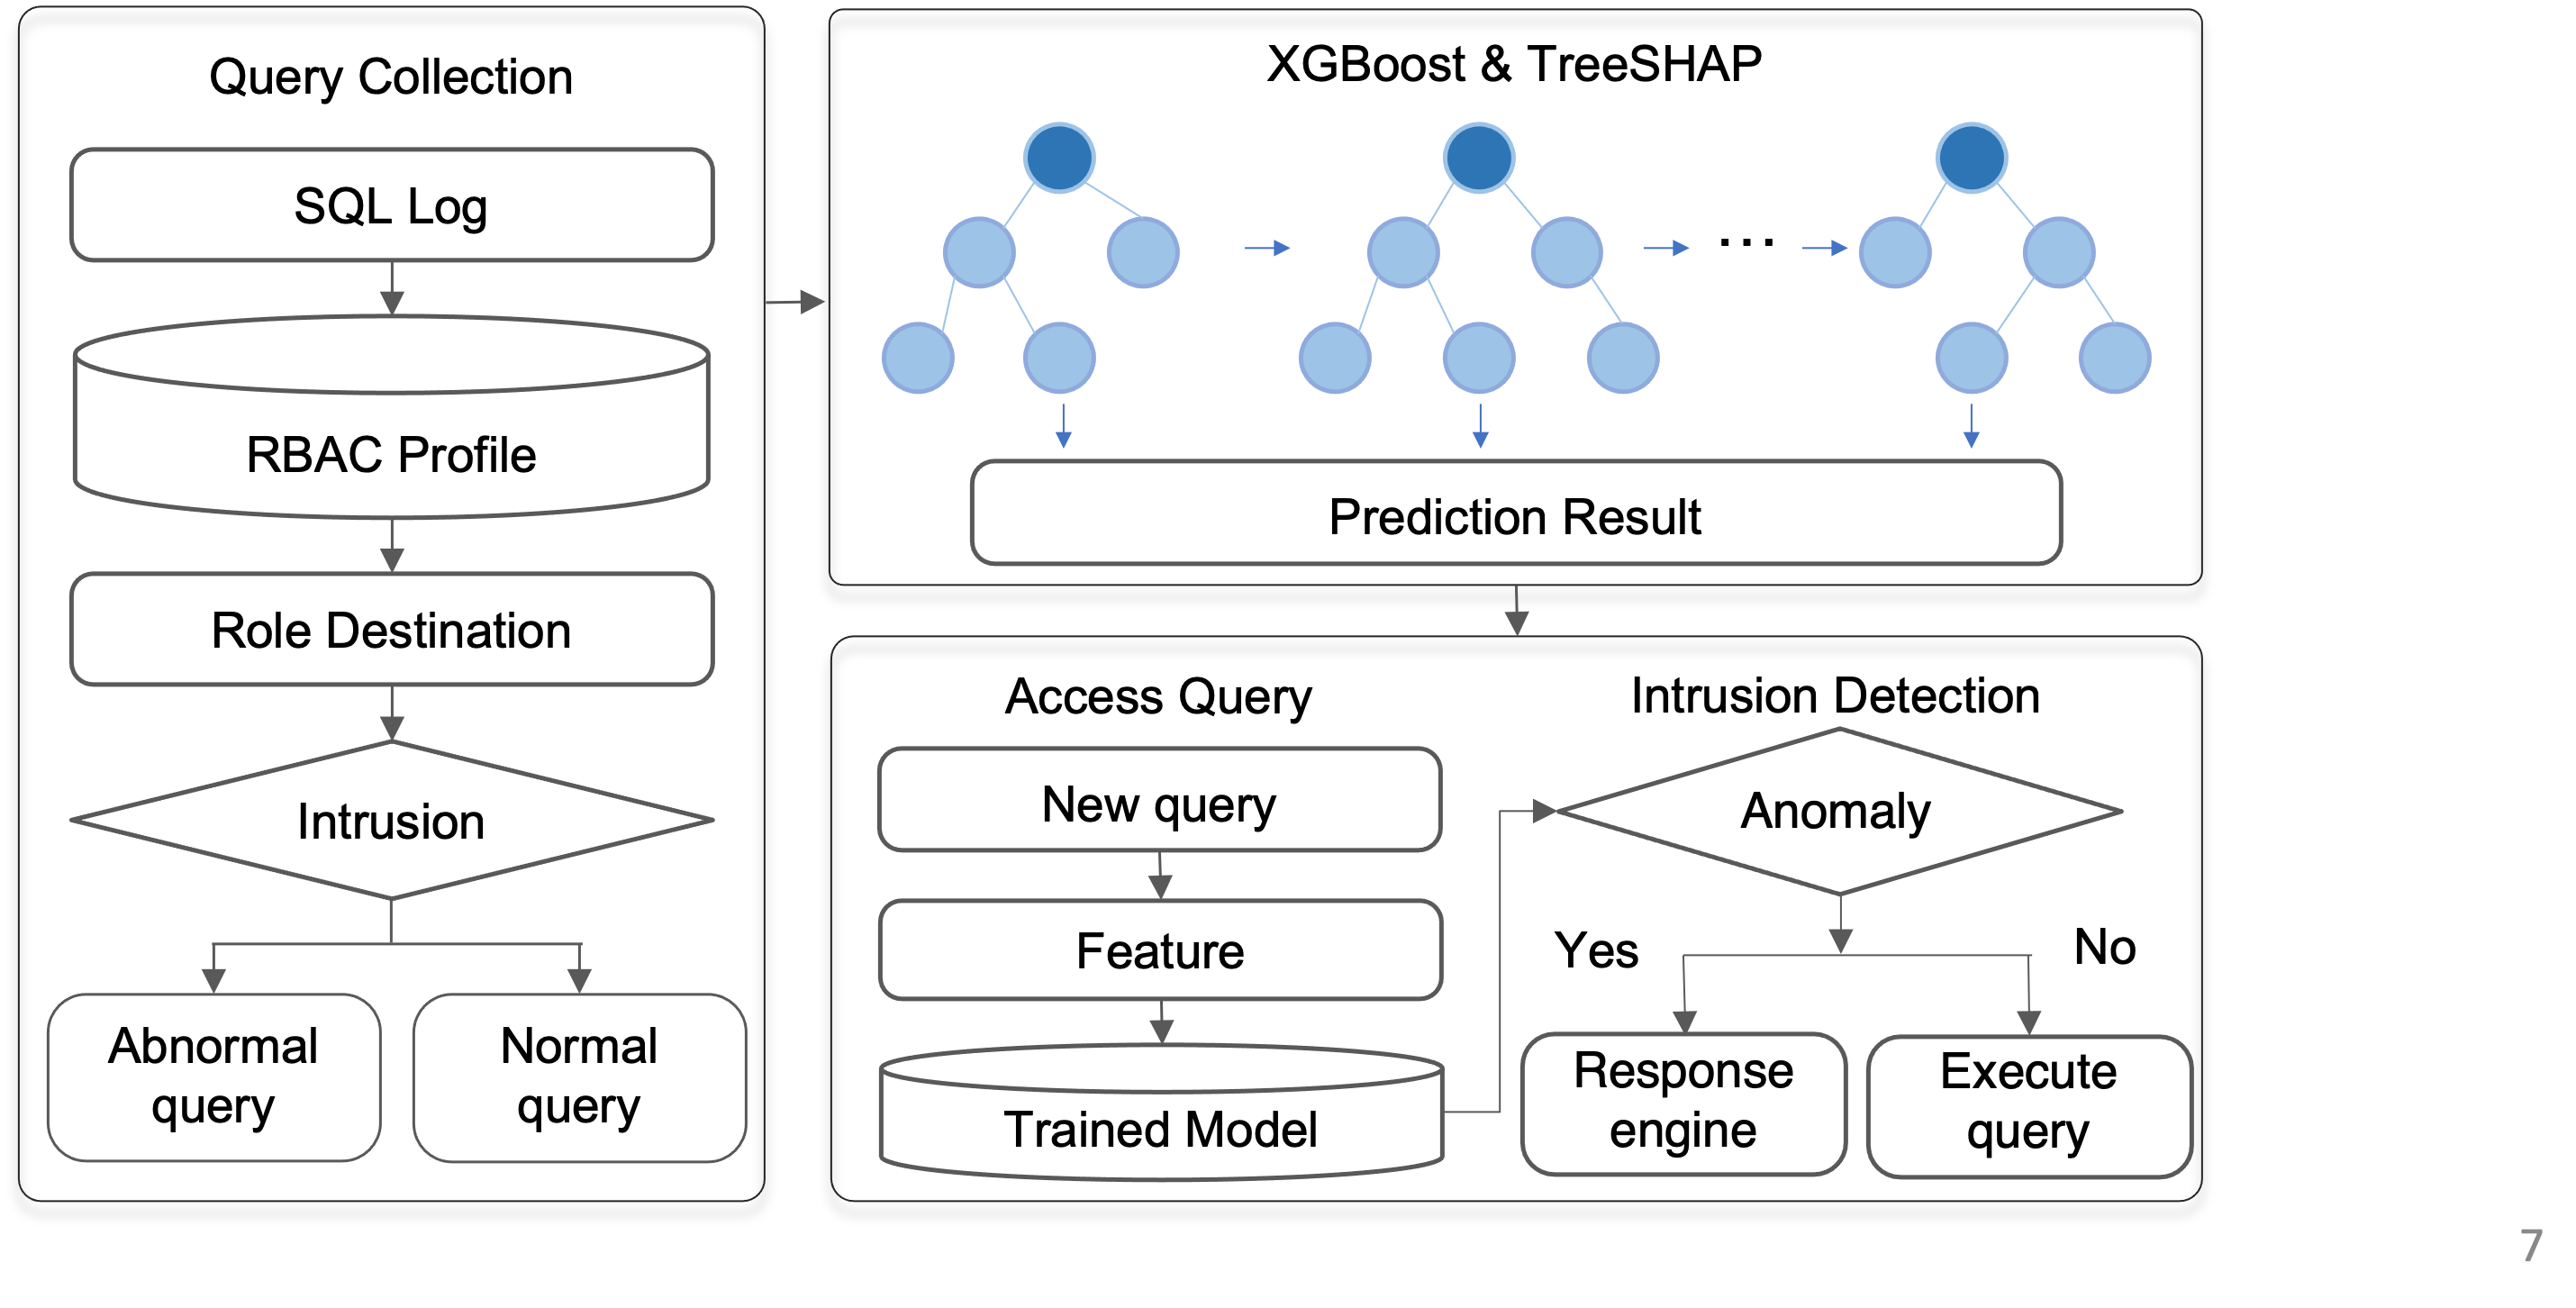 Query Collection
SQL Log
RBAC Profile
Role Destination
Intrusion
Abnormal
query
Normal
query
XGBoost & TreeSHAP
...
Prediction Result
Access Query
New query
Feature
Trained Model
Intrusion Detection
Anomaly
Yes
No
Response
engine
Execute
query
7